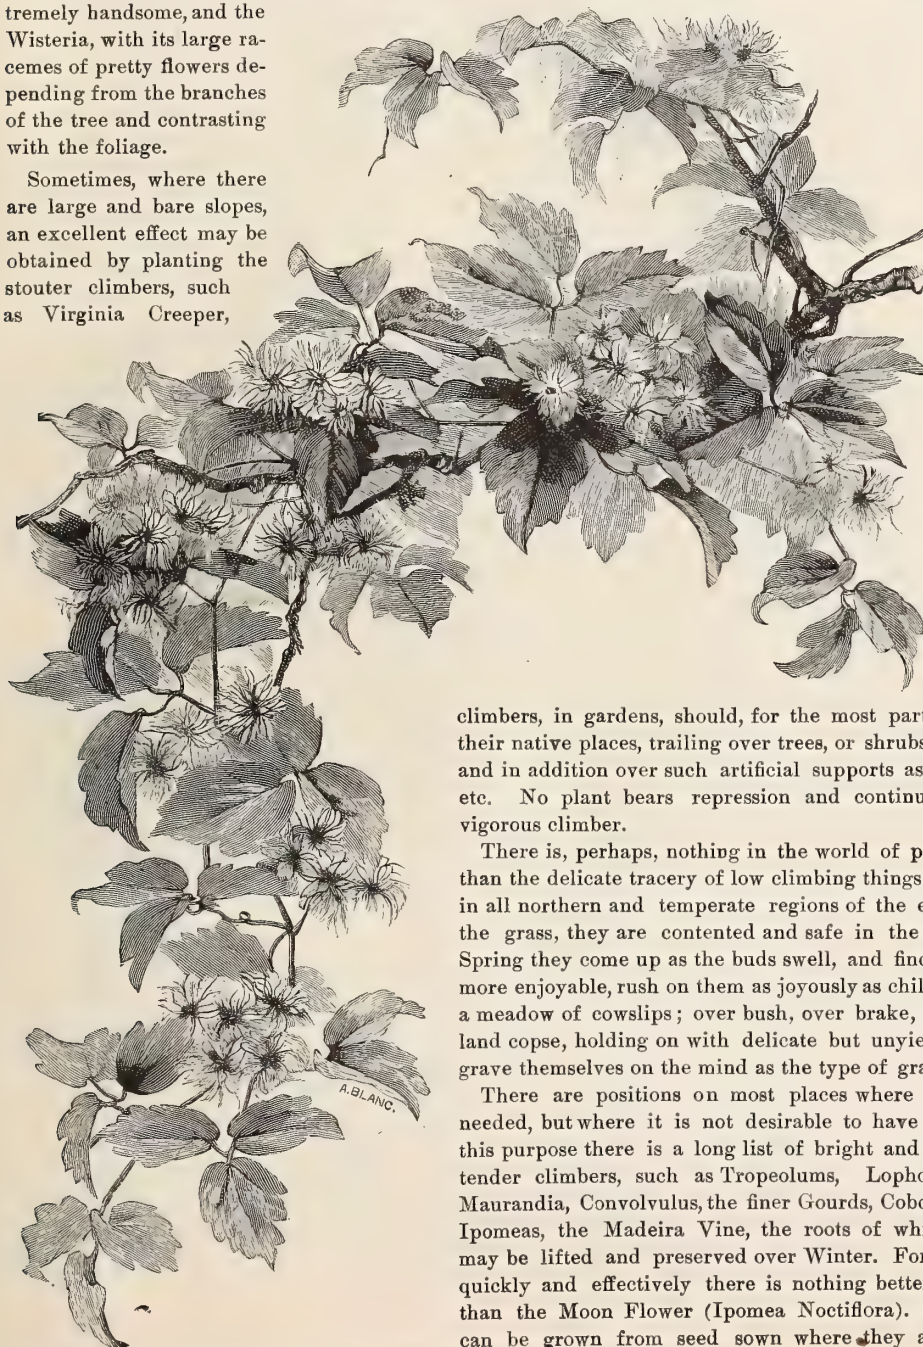 tremely handsome, and the
Wisteria, with its large ra-
cemes of pretty flowers de-
pending from the branches
of the tree and contrasting
with the foliage.
Sometimes, where there
are large and bare slopes,
an excellent effect may be
obtained by planting the
stouter climbers, such
as Virginia Creeper,
A. BLANC.
climbers, in gardens, should, for the most
their native places, trailing over trees, or shrubs
and in addition over such artificial supports as
etc. No plant bears repression and
vigorous climber.
There is, perhaps, nothing in the world of
than the delicate tracery of low climbing things
in all northern and temperate regions of the
the grass, they are contented and safe in the
Spring they come up as the buds swell, and
more enjoyable, rush on them as joyously as
a meadow of cowslips; over bush, over brake,
land copse, holding on with delicate but
grave themselves on the mind as the type of
There are positions on most places where
needed, but where it is not desirable to have
this purpose there is a long list of bright and
tender climbers, such as Tropeolums,
Maurandia, Convolvulus, the finer Gourds,
Ipomeas, the Madeira Vine, the roots of
may be lifted and preserved over Winter.
quickly and effectively there is nothing
than the Moon Flower (Ipomea Noctiflora).
can be grown from seed sown where they